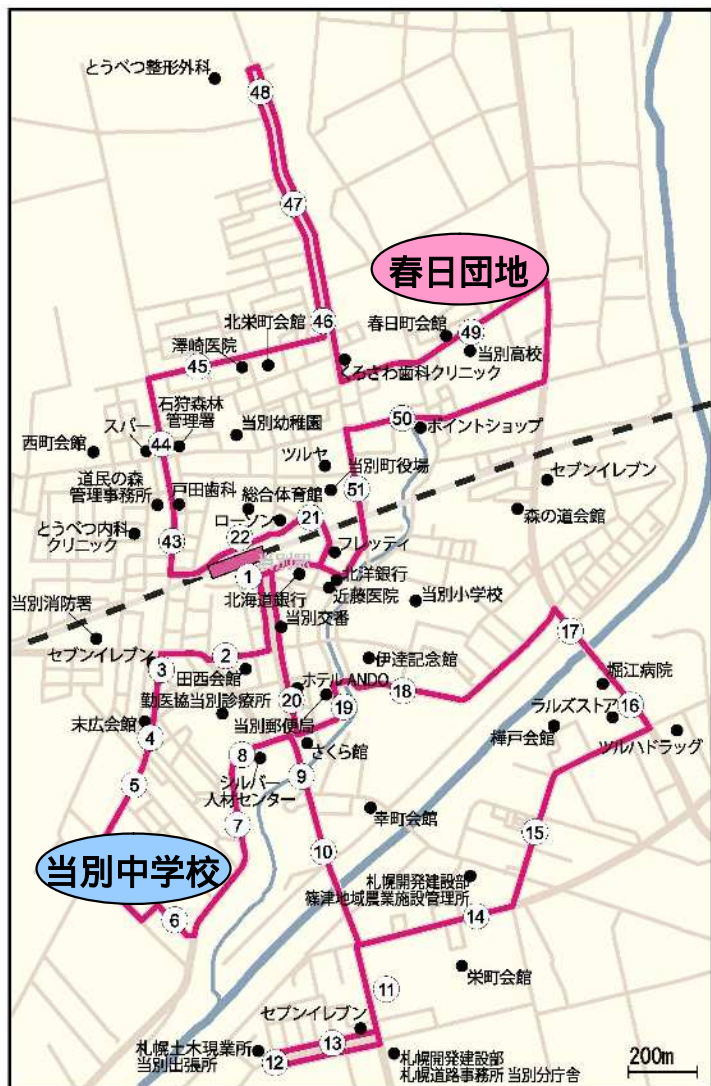 とうべつ整形外科
48
47
春日団地
北栄町会館
46
春日町会館
49
澤崎医院
当別高校
45
とろさわ歯科クリニック
石狩森林
管理署
当別幼稚園
50
ポイントショップ
スパー
44
西町会館
ツルヤ
当別町役場
セブンイレブン
道民の森
管理事務所
戸田歯科
総合体育館
51
森の道会館
とうべつ内科
クリニック
ローソン
21
43
22
フレッティ
1
北洋銀行
北海道銀行
近藤医院
当別小学校
当別消防署
当別交番
17
セブンイレブン
2
伊達記念館
3
田西会館
堀江病院
勤医協当別診療所
ホテルANDO
18
20
19
ラルズストア
16
末広会館
当別郵便局
4
樺戸会館
ツルハドラッグ
さくら館
8
シルバー
人材センター
9
5
幸町会館
7
15
10
当別中学校
札幌開発建設部
篠津地域農業施設管理所
6
14
栄町会館
11
セブンイレブン
13
札幌土木現業所
当別出張所
12
札幌開発建設部
札幌道路事務所 当別分庁舎
200m